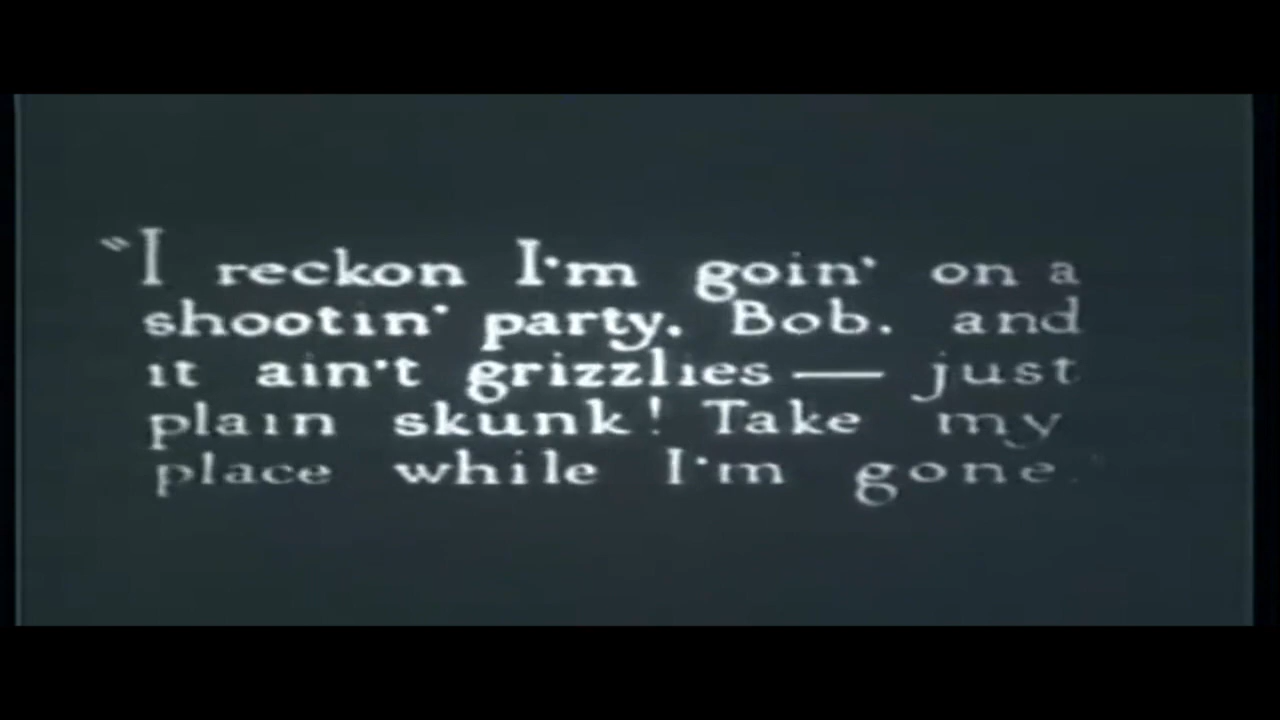 "I reckon I'm goin' on a
shootin' party, Bob, and
it ain't grizzlies — just
plain skunk! Take my
place while I'm gone."